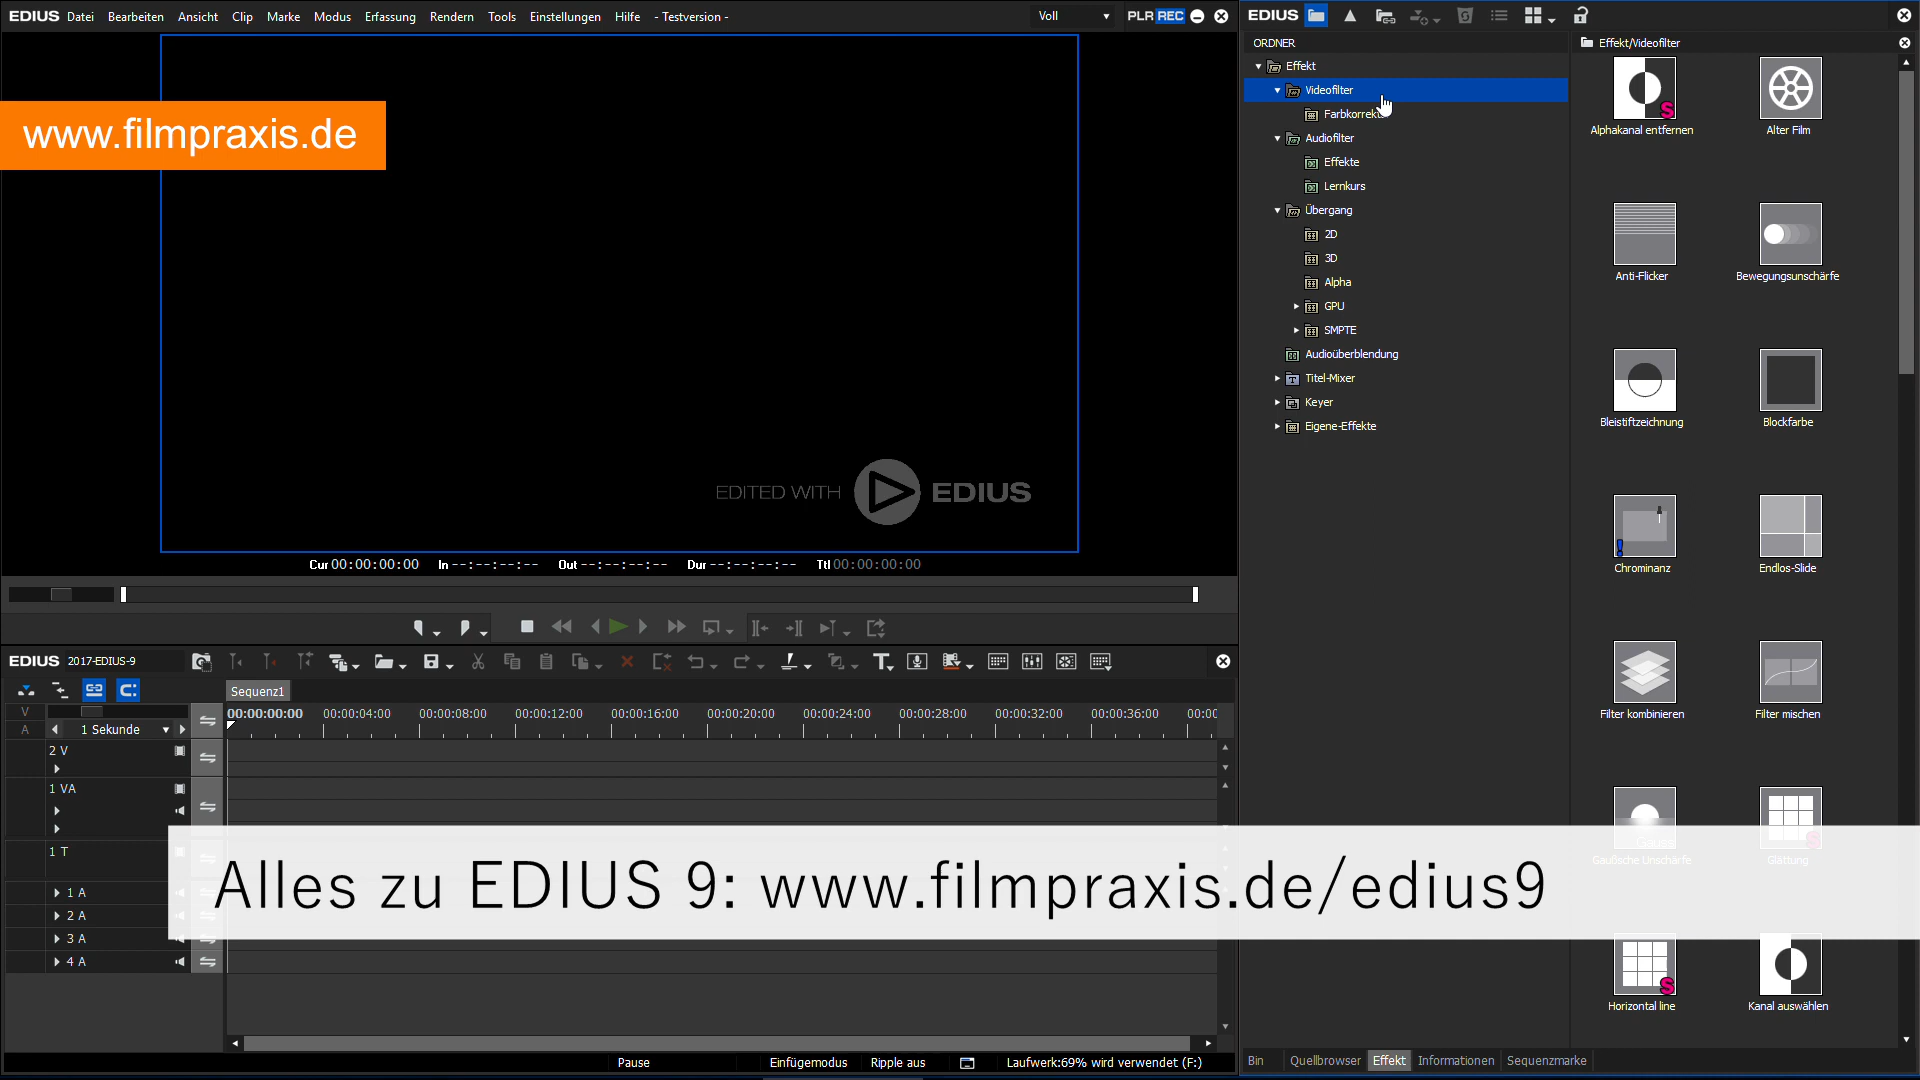 EDIUS Datei Bearbeiten Ansicht Clip Marke Modus Erfassung Rendern Tools Einstellungen Hilfe - Testversion - Voll PLR REC
EDIUS
ORDNER
Effekt
Videofilter
Farbkorrekt
Audiofilter
Effekte
Lernkurs
Übergang
2D
3D
Alpha
GPU
SMPTE
Audioüberblendung
Titel-Mixer
Keyer
Eigene-Effekte
Effekt/Videofilter
Alphakanal entfernen Alter Film
Anti-Flicker Bewegungsunschärfe
Bleistiftzeichnung Blockfarbe
Chrominanz Endlos-Slide
Filter kombinieren Filter mischen
Gauss
Gaußsche Unschärfe Glättung
Horizontal line Kanal auswählen
www.filmpraxis.de
EDITED WITH EDIUS
Cur 00:00:00:00 In --:--:--:-- Out --:--:--:-- Dur --:--:--:-- Ttl 00:00:00:00
EDIUS 2017-EDIUS-9
Sequenz1
V
A
1 Sekunde
00:00:00:00 00:00:04:00 00:00:08:00 00:00:12:00 00:00:16:00 00:00:20:00 00:00:24:00 00:00:28:00 00:00:32:00 00:00:36:00 00:00
2 V
1 VA
1 T
1 A
2 A
3 A
4 A
Alles zu EDIUS 9: www.filmpraxis.de/edius9
Pause Einfügemodus Ripple aus Laufwerk:69% wird verwendet (F:)
Bin Quellbrowser Effekt Informationen Sequenzmarke